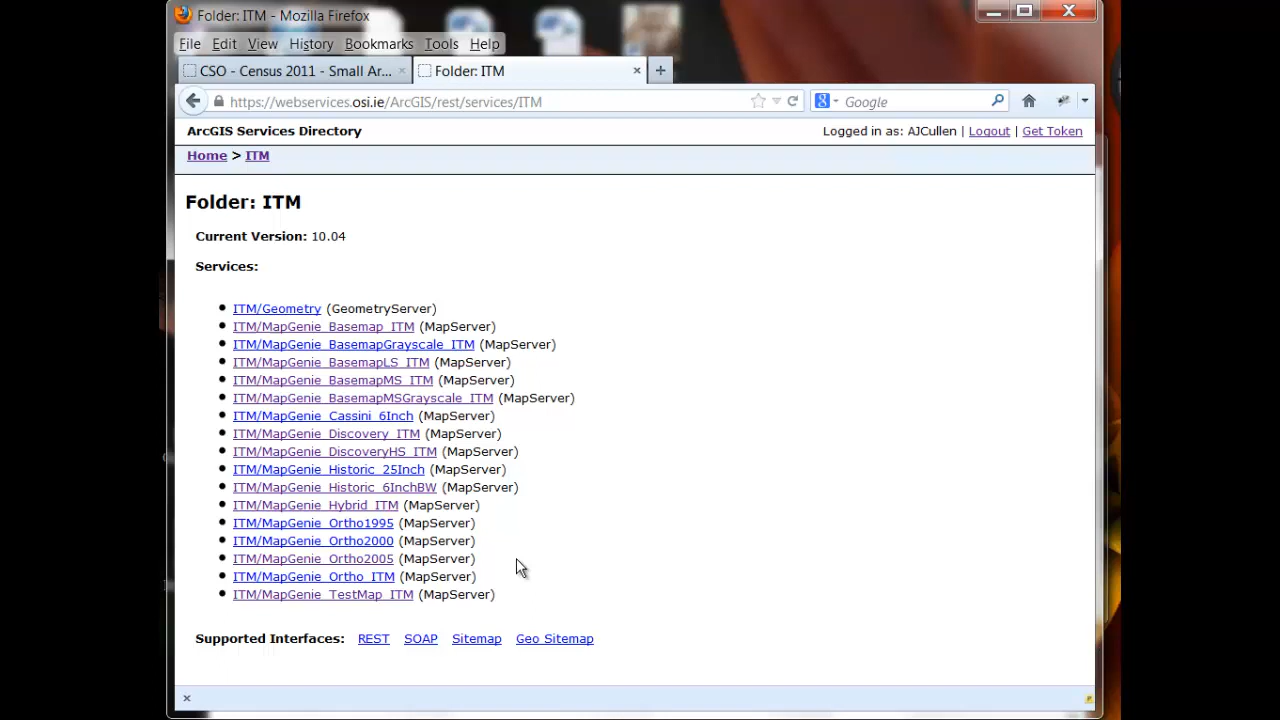 Folder: ITM - Mozilla Firefox
File Edit View History Bookmarks Tools Help
CSO - Census 2011 - Small Ar... Folder: ITM
https://webservices.osi.ie/ArcGIS/rest/services/ITM Google
ArcGIS Services Directory Logged in as: AJCullen | Logout | Get Token
Home > ITM
Folder: ITM
Current Version: 10.04
Services:
ITM/Geometry (GeometryServer)
ITM/MapGenie_Basemap_ITM (MapServer)
ITM/MapGenie_BasemapGrayscale_ITM (MapServer)
ITM/MapGenie_BasemapLS_ITM (MapServer)
ITM/MapGenie_BasemapMS_ITM (MapServer)
ITM/MapGenie_BasemapMSGrayscale_ITM (MapServer)
ITM/MapGenie_Cassini_6Inch (MapServer)
ITM/MapGenie_Discovery_ITM (MapServer)
ITM/MapGenie_DiscoveryHS_ITM (MapServer)
ITM/MapGenie_Historic_25Inch (MapServer)
ITM/MapGenie_Historic_6InchBW (MapServer)
ITM/MapGenie_Hybrid_ITM (MapServer)
ITM/MapGenie_Ortho1995 (MapServer)
ITM/MapGenie_Ortho2000 (MapServer)
ITM/MapGenie_Ortho2005 (MapServer)
ITM/MapGenie_Ortho_ITM (MapServer)
ITM/MapGenie_TestMap_ITM (MapServer)
Supported Interfaces: REST SOAP Sitemap Geo Sitemap